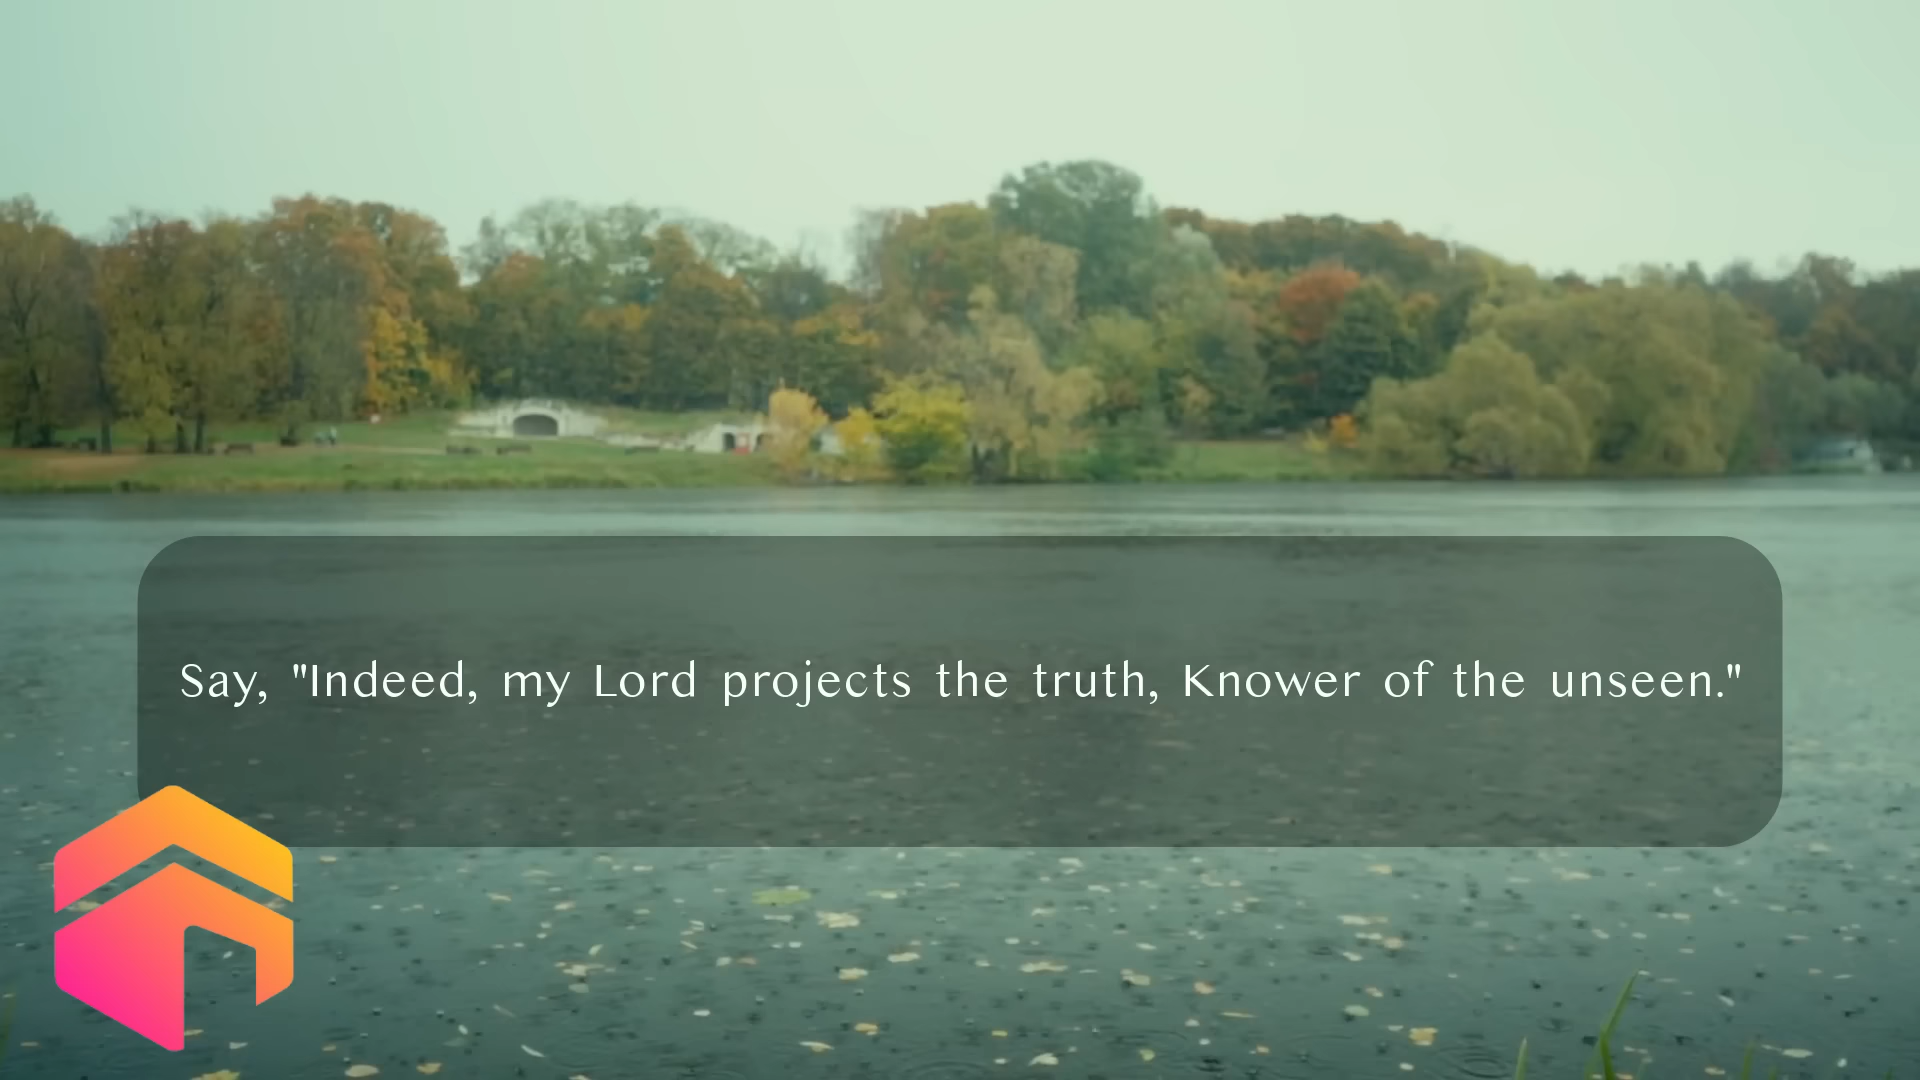 Say, "Indeed, my Lord projects the truth, Knower of the unseen."